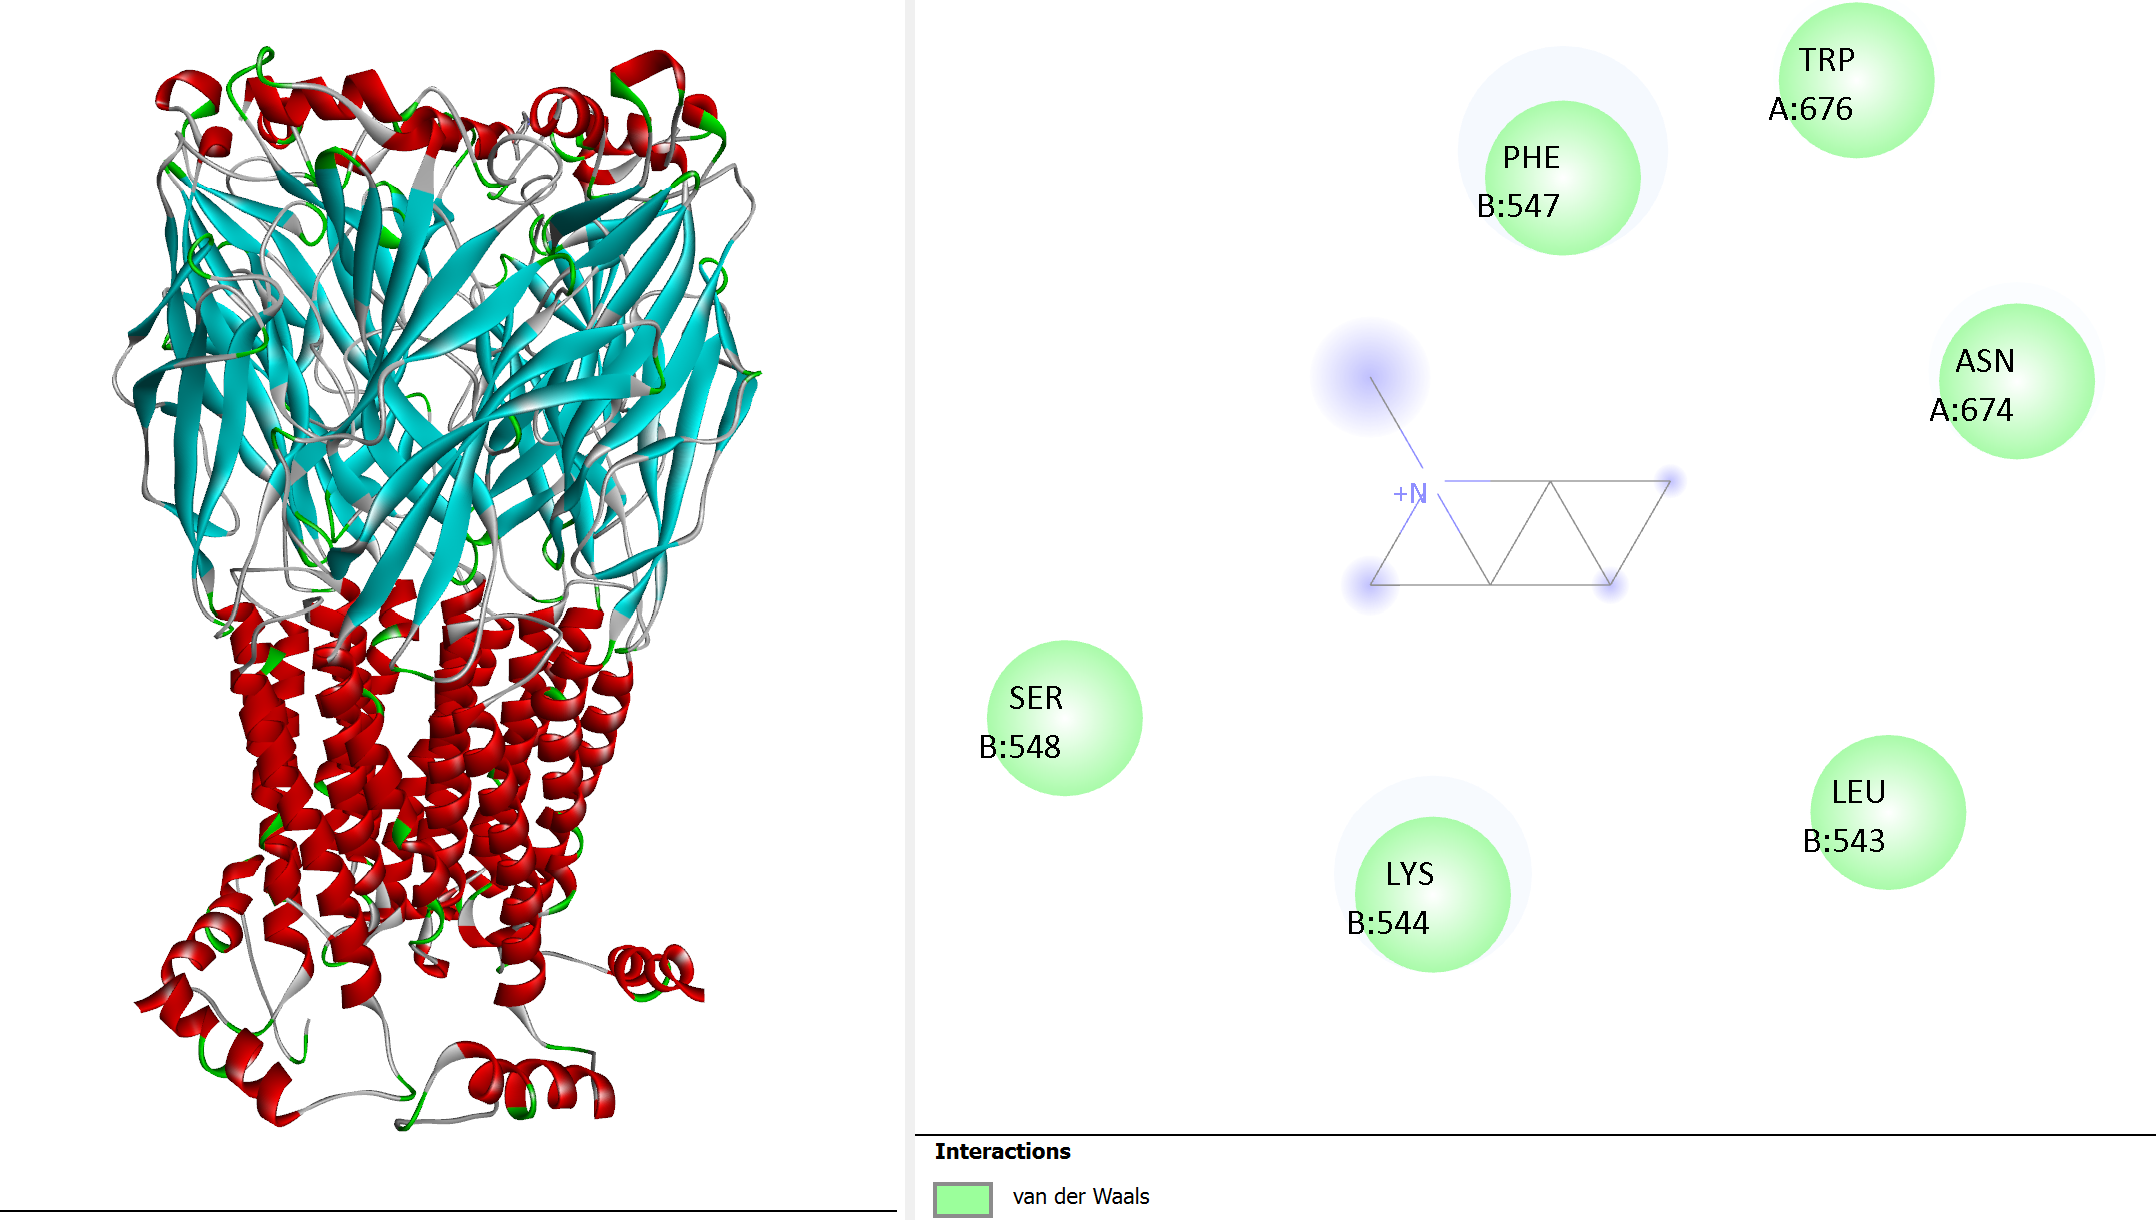 TRP
A:676
PHE
B:547
ASN
A:674
+N
SER
B:548
LEU
B:543
LYS
B:544
Interactions
van der Waals